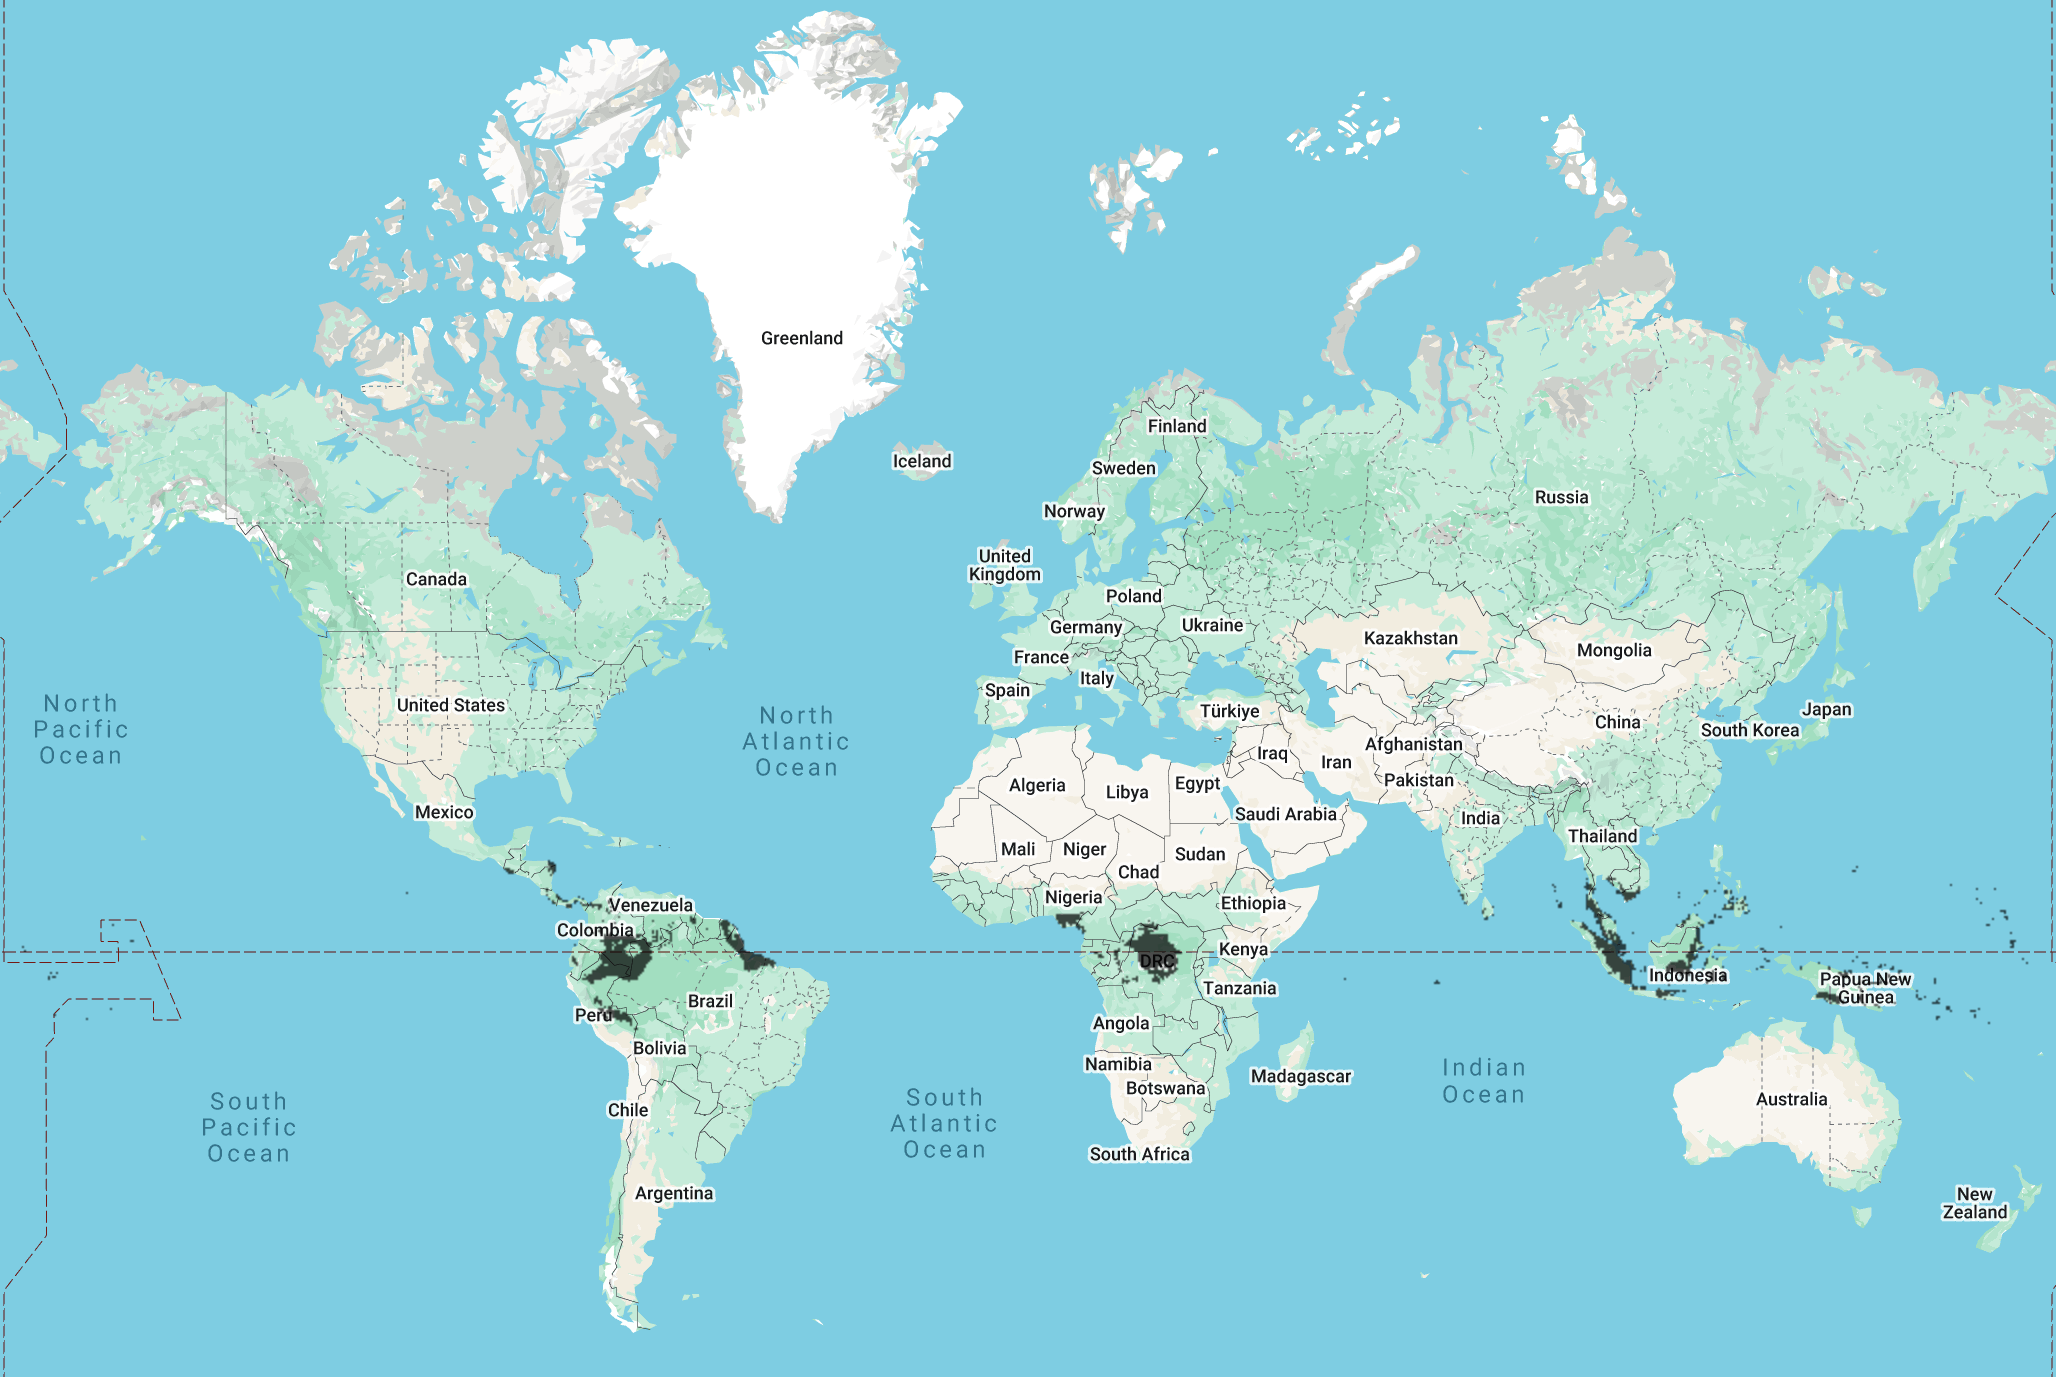 Greenland
Iceland
Finland
Sweden
Norway
Russia
United
Kingdom
Canada
Poland
Germany
Ukraine
Kazakhstan
Mongolia
France
Italy
Spain
United States
Türkiye
China
Japan
South Korea
North
Pacific
Ocean
North
Atlantic
Ocean
Iraq
Iran
Afghanistan
Pakistan
Algeria
Libya
Egypt
Saudi Arabia
India
Mexico
Thailand
Mali
Niger
Sudan
Chad
Nigeria
Ethiopia
Venezuela
Colombia
Kenya
DRC
Indonesia
Papua New
Guinea
Tanzania
Brazil
Peru
Angola
Bolivia
Namibia
Botswana
Madagascar
Indian
Ocean
Australia
Chile
South
Pacific
Ocean
South
Atlantic
Ocean
South Africa
Argentina
New
Zealand